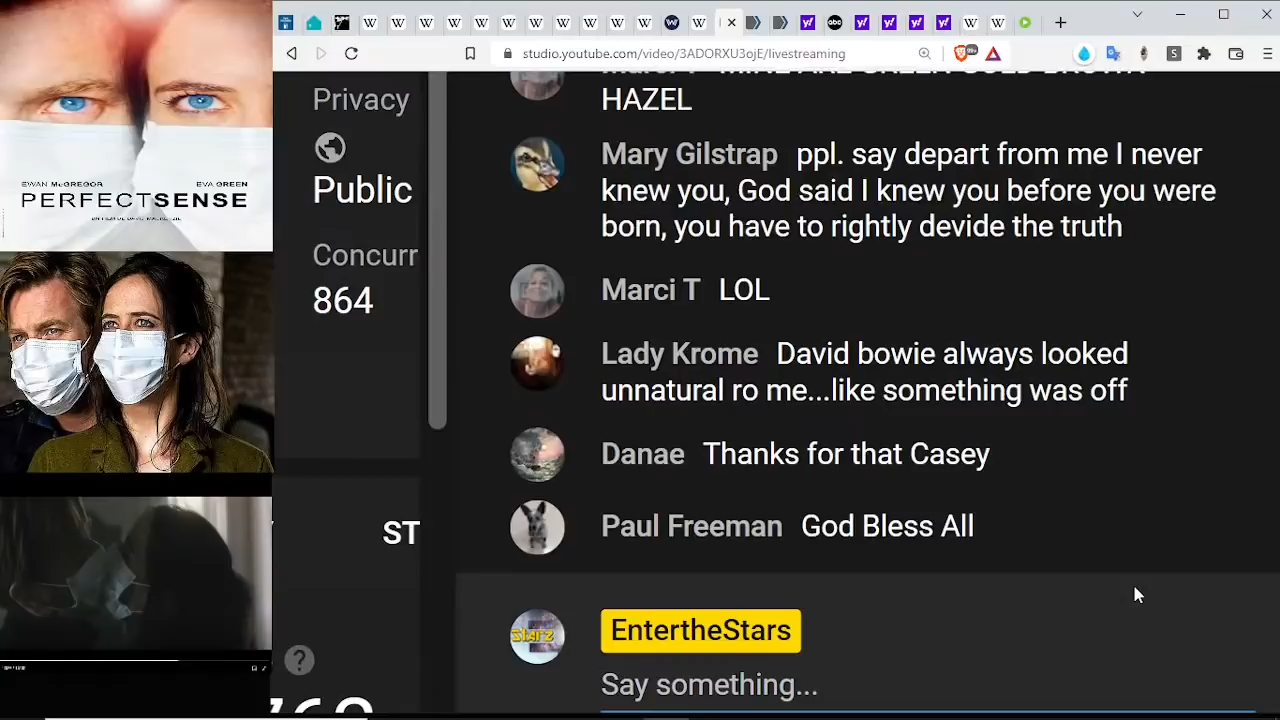 studio.youtube.com/video/3ADORXU3ojE/livestreaming
EWAN McGREGOR EVA GREEN
PERFECTSENSE
Privacy
Public
Concurr
864
ST
HAZEL
Mary Gilstrap ppl. say depart from me I never
knew you, God said I knew you before you were
born, you have to rightly devide the truth
Marci T LOL
Lady Krome David bowie always looked
unnatural ro me...like something was off
Danae Thanks for that Casey
Paul Freeman God Bless All
Starz
EntertheStars
Say something...